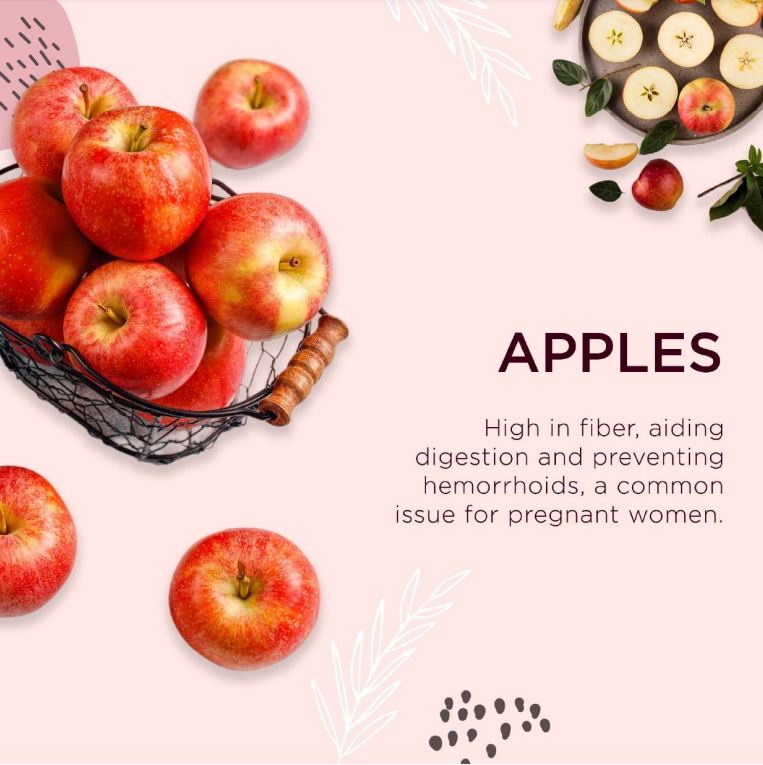 APPLES
High in fiber, aiding
digestion and preventing
hemorrhoids, a common
issue for pregnant women.